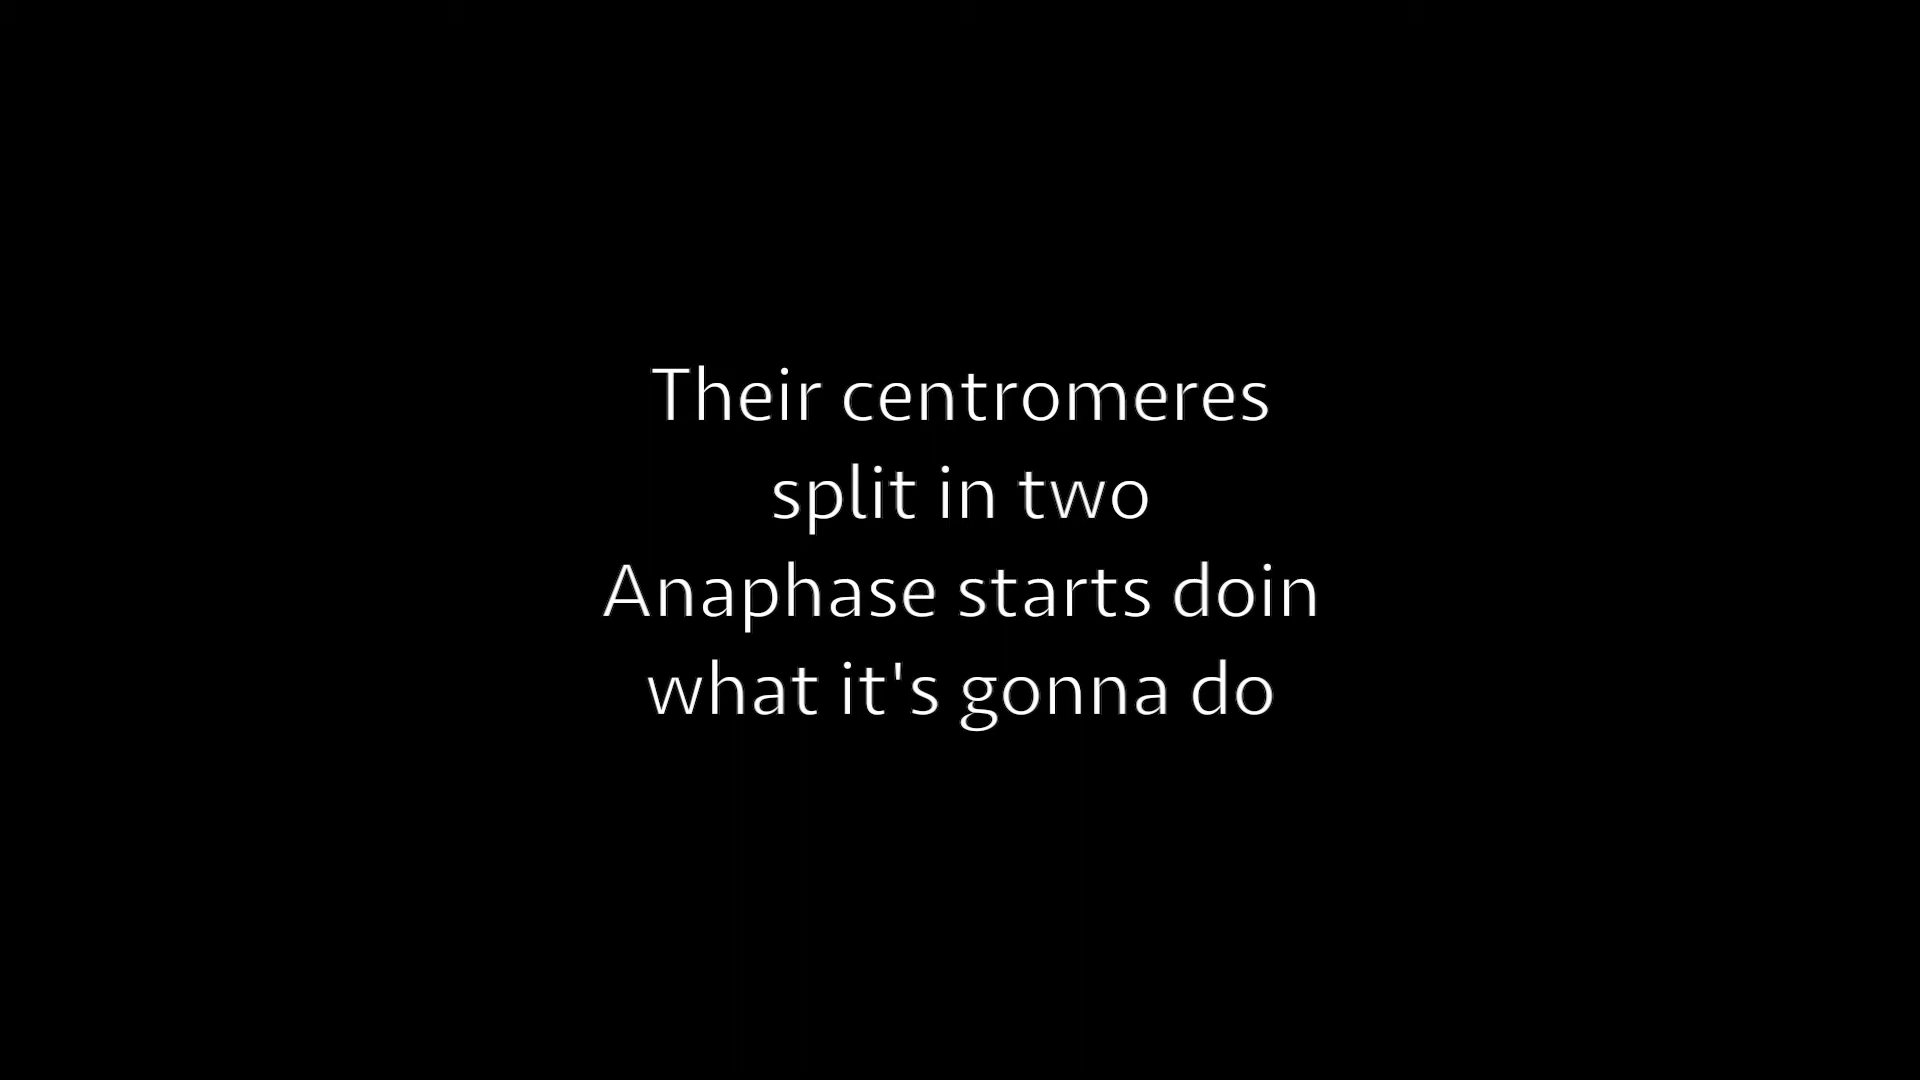 Their centromeres
split in two
Anaphase starts doin
what it's gonna do